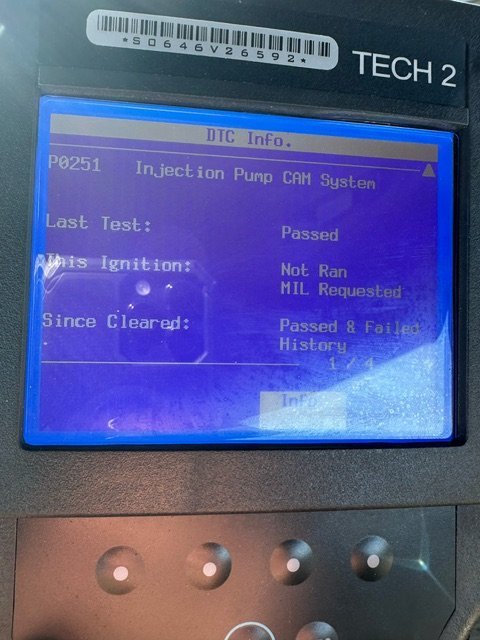 *S0646V26592*
TECH 2
DTC Info.
P0251 Injection Pump CAM System
Last Test: Passed
This Ignition: Not Ran
MIL Requested
Since Cleared: Passed & Failed
History
1 / 4
Info